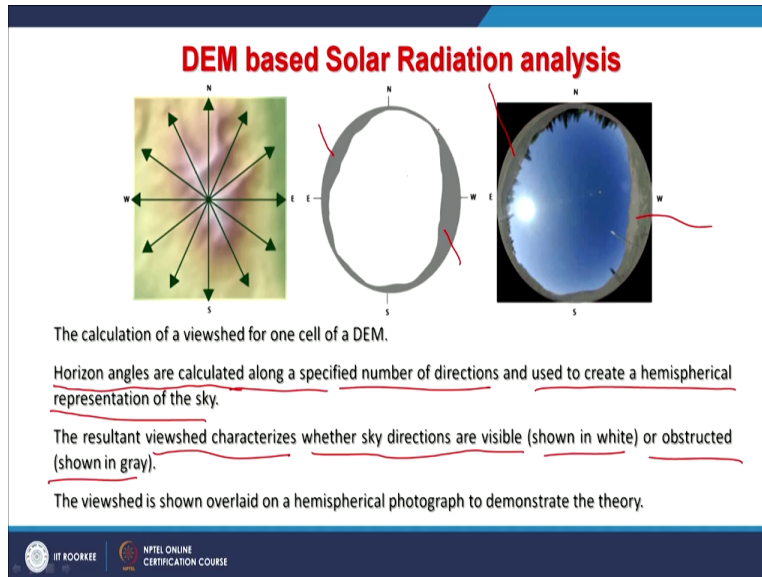 DEM based Solar Radiation analysis
N
N
N
W
E
E
W
E
W
S
S
S
The calculation of a viewshed for one cell of a DEM.
Horizon angles are calculated along a specified number of directions and used to create a hemispherical
representation of the sky.
The resultant viewshed characterizes whether sky directions are visible (shown in white) or obstructed
(shown in gray).
The viewshed is shown overlaid on a hemispherical photograph to demonstrate the theory.
IIT ROORKEE
NPTEL ONLINE
CERTIFICATION COURSE